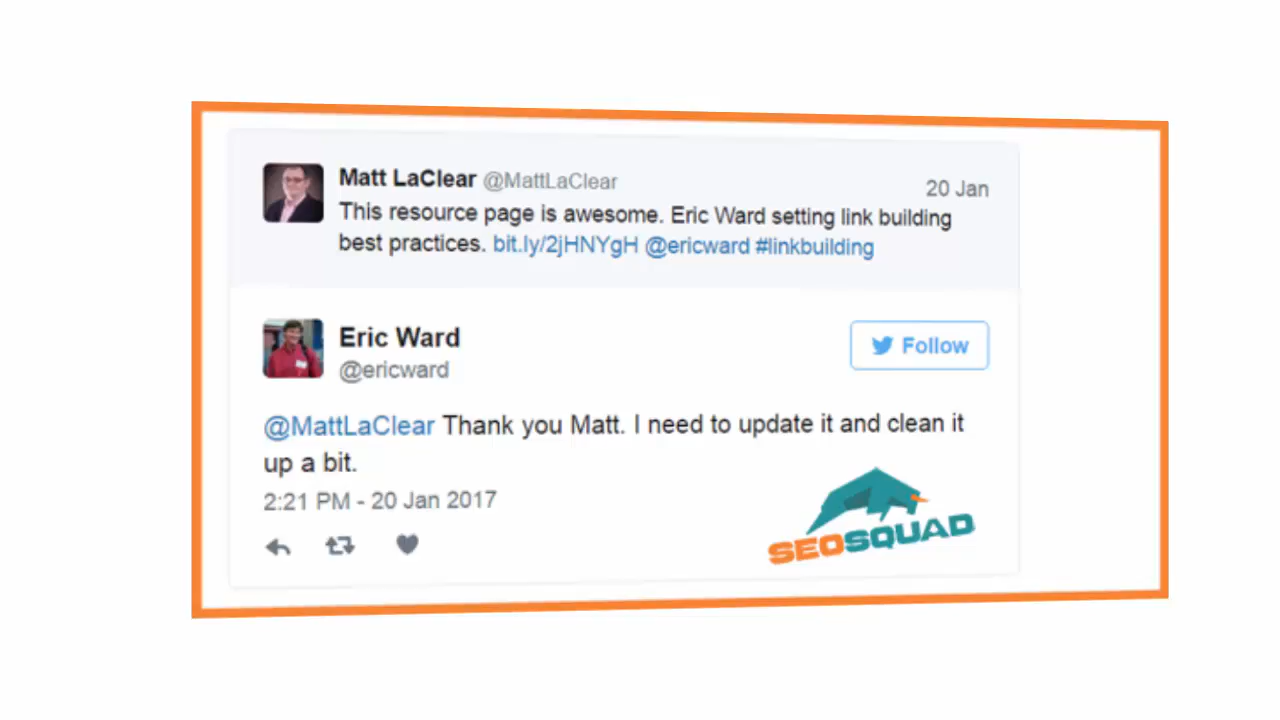 Matt LaClear @MattLaClear 20 Jan
This resource page is awesome. Eric Ward setting link building
best practices. bit.ly/2jHNYgH @ericward #linkbuilding
Eric Ward
Follow
@ericward
@MattLaClear Thank you Matt. I need to update it and clean it
up a bit.
2:21 PM - 20 Jan 2017
SEOSQUAD